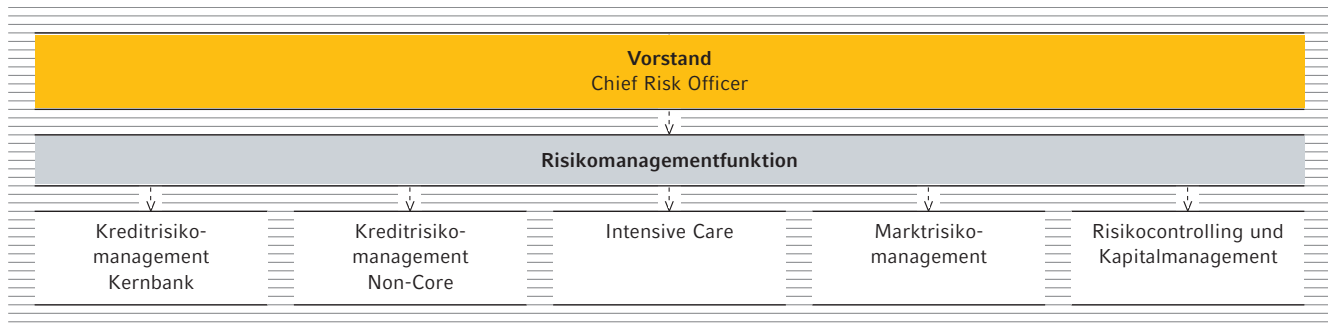 Vorstand
Chief Risk Officer
Risikomanagementfunktion
Kreditrisiko-
management
Kernbank
Kreditrisiko-
management
Non-Core
Intensive Care
Marktrisiko-
management
Risikocontrolling und
Kapitalmanagement